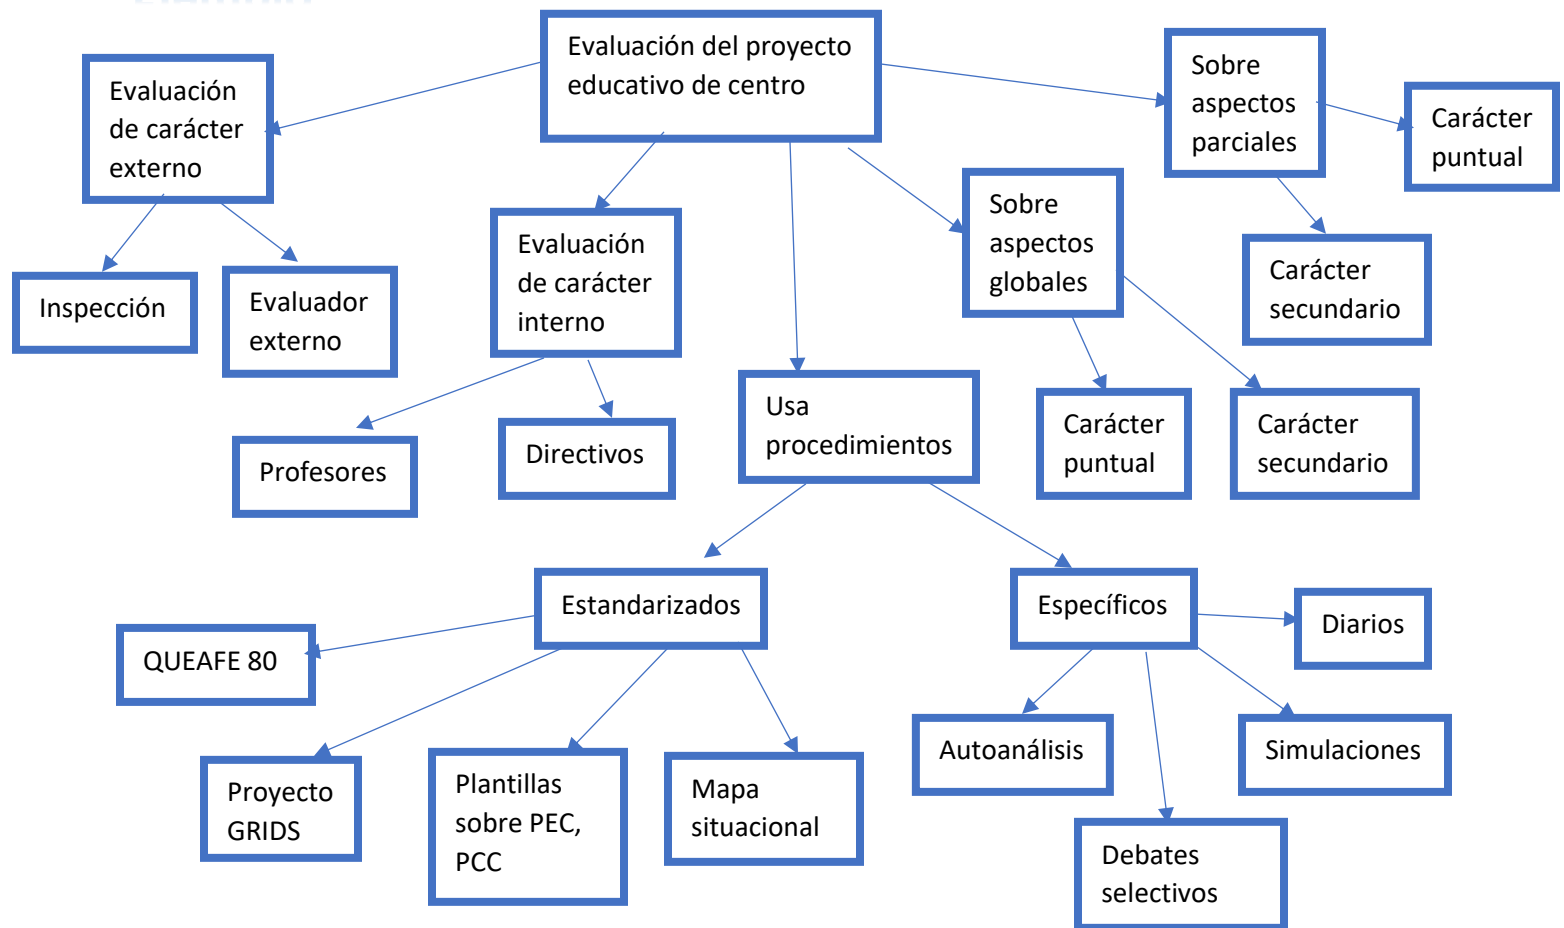 Evaluación del proyecto
educativo de centro
Evaluación
de carácter
externo
Sobre
aspectos
parciales
Carácter
puntual
Inspección
Evaluador
externo
Evaluación
de carácter
interno
Sobre
aspectos
globales
Carácter
secundario
Profesores
Directivos
Usa
procedimientos
Carácter
puntual
Carácter
secundario
Estandarizados
Específicos
Diarios
QUEAFE 80
Proyecto
GRIDS
Plantillas
sobre PEC,
PCC
Mapa
situacional
Autoanálisis
Simulaciones
Debates
selectivos